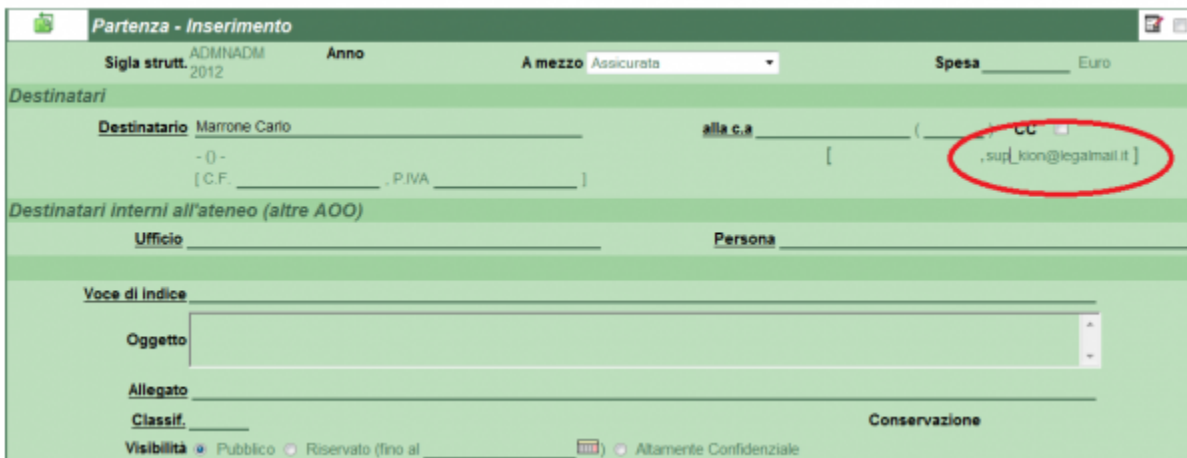 Partenza - Inserimento
Sigla strutt. ADMNADM 2012 Anno A mezzo Assicurata Spesa Euro
Destinatari
Destinatario Marrone Carlo alla c.a ( ) CC
- () - [ , sup_kion@legalmail.it ]
[ C.F. , P.IVA ]
Destinatari interni all'ateneo (altre AOO)
Ufficio Persona
Voce di indice
Oggetto
Allegato
Classif. Conservazione
Visibilità Pubblico Riservato (fino al ) Altamente Confidenziale